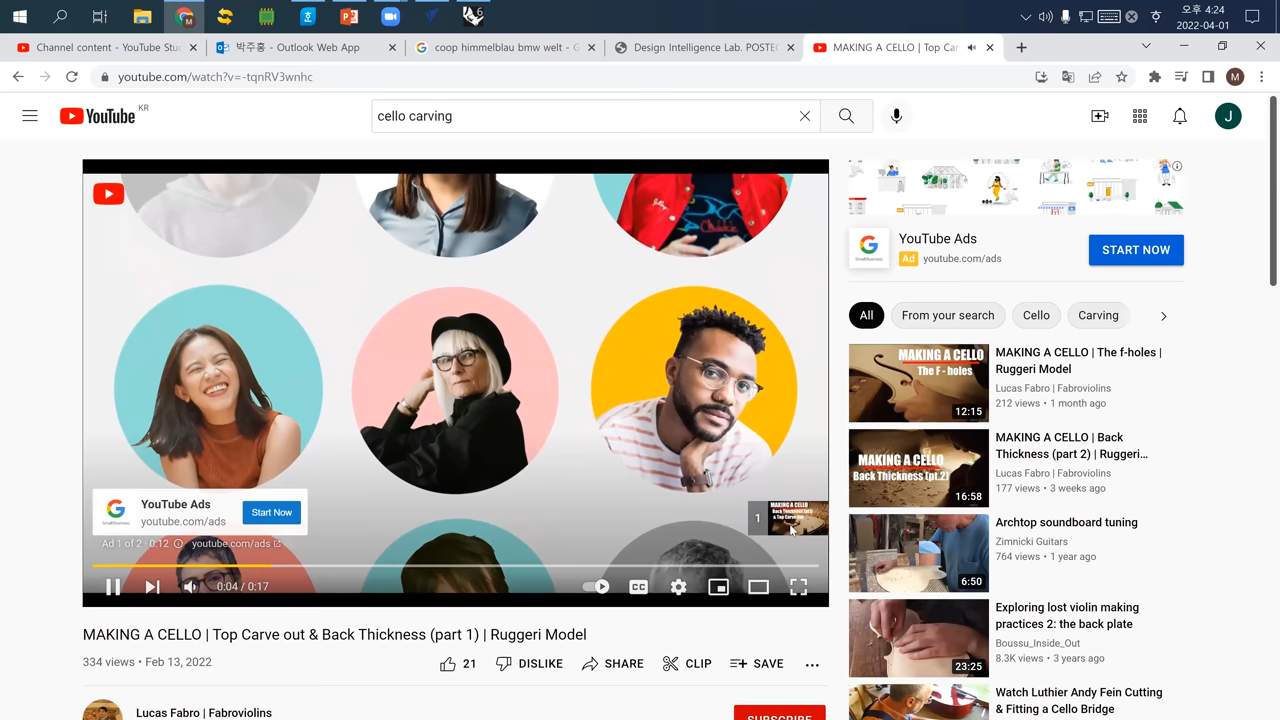 오후 4:24
2022-04-01
Channel content - YouTube Stu
박주홍 - Outlook Web App
coop himmelblau bmw welt - G
Design Intelligence Lab. POSTEC
MAKING A CELLO | Top Car
youtube.com/watch?v=-tqnRV3wnhc
M
YouTube KR
cello carving
J
YouTube Ads
Ad youtube.com/ads
START NOW
All
From your search
Cello
Carving
MAKING A CELLO
The F - holes
12:15
MAKING A CELLO | The f-holes | Ruggeri Model
Lucas Fabro | Fabroviolins
212 views • 1 month ago
MAKING A CELLO
Back Thickness (pt.2)
16:58
MAKING A CELLO | Back Thickness (part 2) | Ruggeri...
Lucas Fabro | Fabroviolins
177 views • 3 weeks ago
6:50
Archtop soundboard tuning
Zimnicki Guitars
764 views • 1 year ago
23:25
Exploring lost violin making practices 2: the back plate
Boussu_Inside_Out
8.3K views • 3 years ago
Watch Luthier Andy Fein Cutting & Fitting a Cello Bridge
YouTube Ads
youtube.com/ads
Start Now
Ad 1 of 2 · 0:12 youtube.com/ads
1
MAKING A CELLO
0:04 / 0:17
CC
MAKING A CELLO | Top Carve out & Back Thickness (part 1) | Ruggeri Model
334 views • Feb 13, 2022
21
DISLIKE
SHARE
CLIP
SAVE
Lucas Fabro | Fabroviolins
SUBSCRIBE